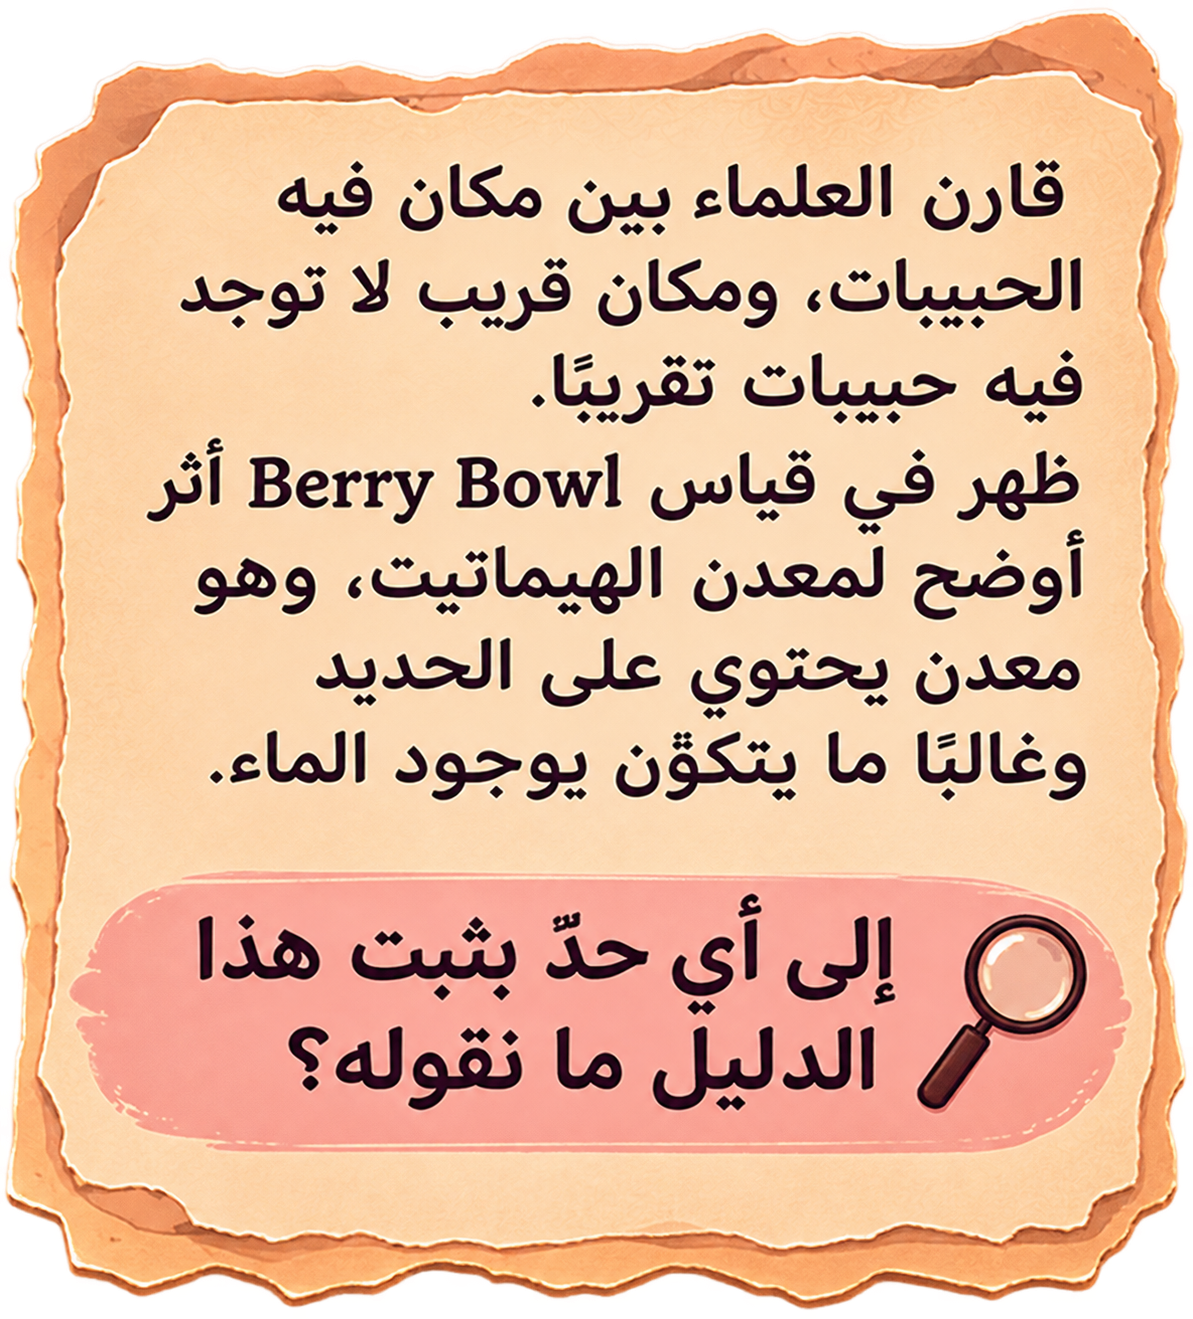 قارن العلماء بين مكان فيه
الحبيبات، ومكان قريب لا توجد
فيه حبيبات تقريبًا.
ظهر في قياس Berry Bowl أثر
أوضح لمعدن الهيماتيت، وهو
معدن يحتوي على الحديد
وغالبًا ما يتكوّن يوجود الماء.
إلى أي حدّ بثبت هذا
الدليل ما نقوله؟